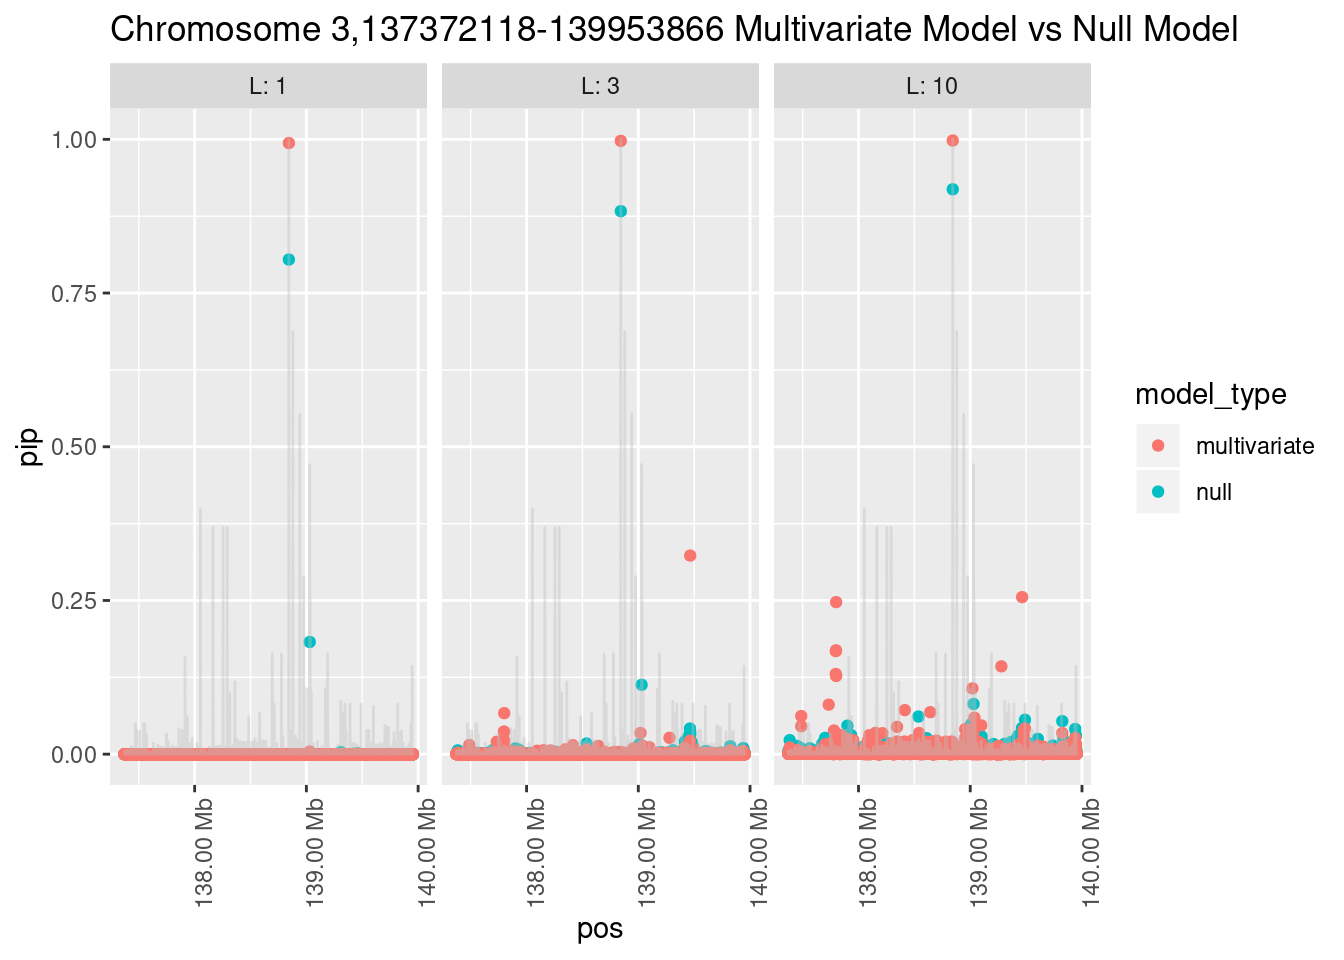 Chromosome 3,137372118-139953866 Multivariate Model vs Null Model
L: 1
L: 3
L: 10
1.00
0.75
0.50
0.25
0.00
pip
138.00 Mb
139.00 Mb
140.00 Mb
138.00 Mb
139.00 Mb
140.00 Mb
138.00 Mb
139.00 Mb
140.00 Mb
pos
model_type
multivariate
null